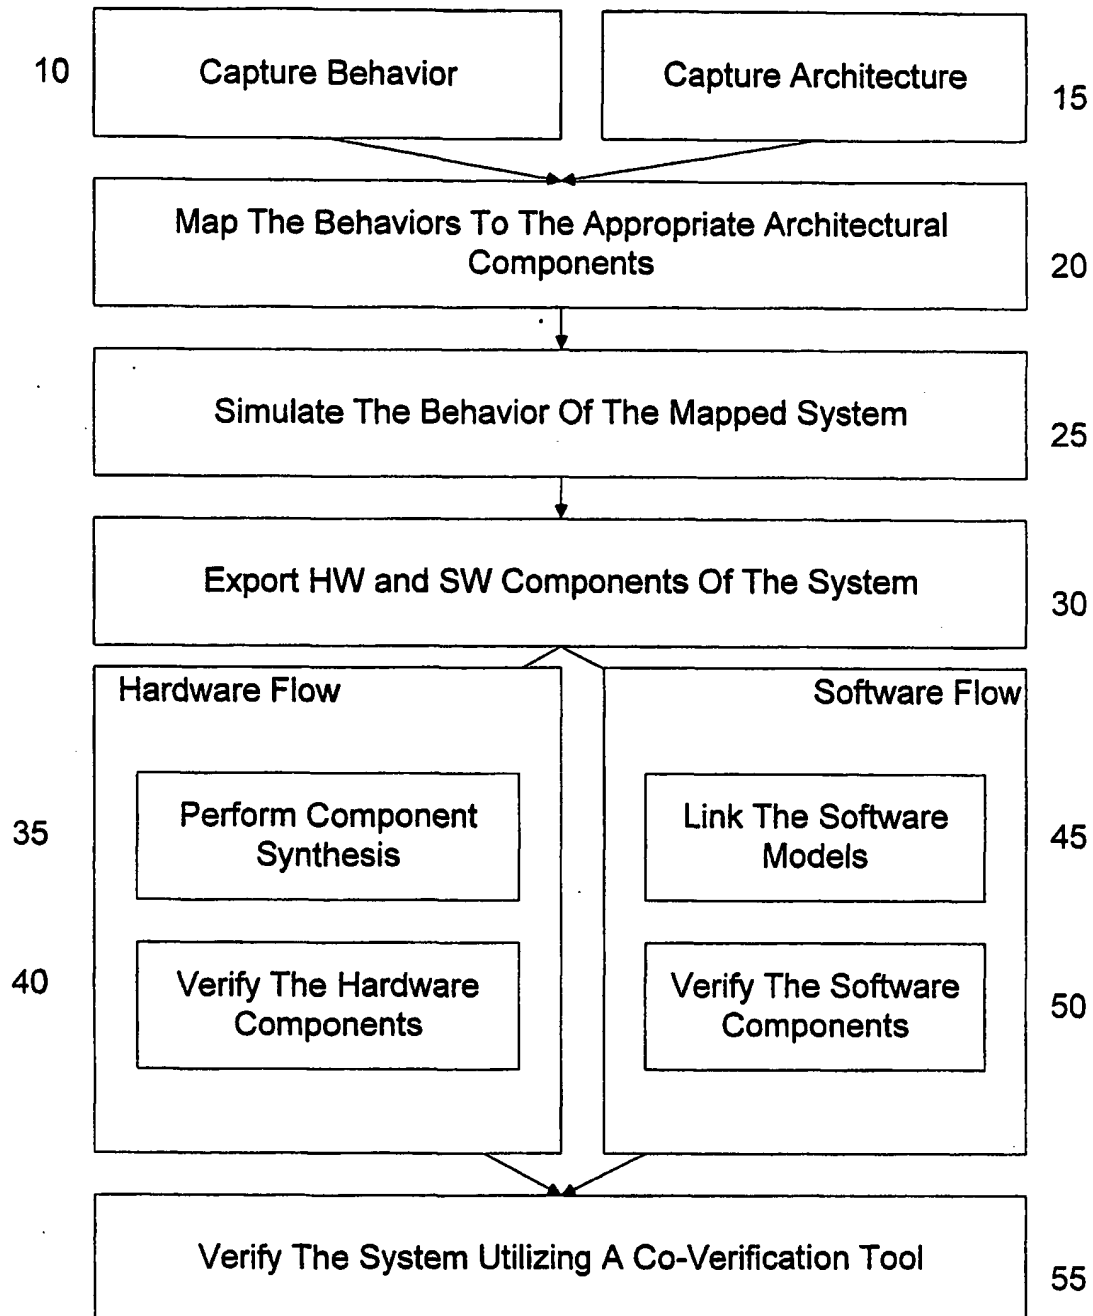 10
Capture Behavior
Capture Architecture
15
Map The Behaviors To The Appropriate Architectural
Components
20
Simulate The Behavior Of The Mapped System
25
Export HW and SW Components Of The System
30
Hardware Flow
Software Flow
35
Perform Component
Synthesis
Link The Software
Models
45
40
Verify The Hardware
Components
Verify The Software
Components
50
Verify The System Utilizing A Co-Verification Tool
55